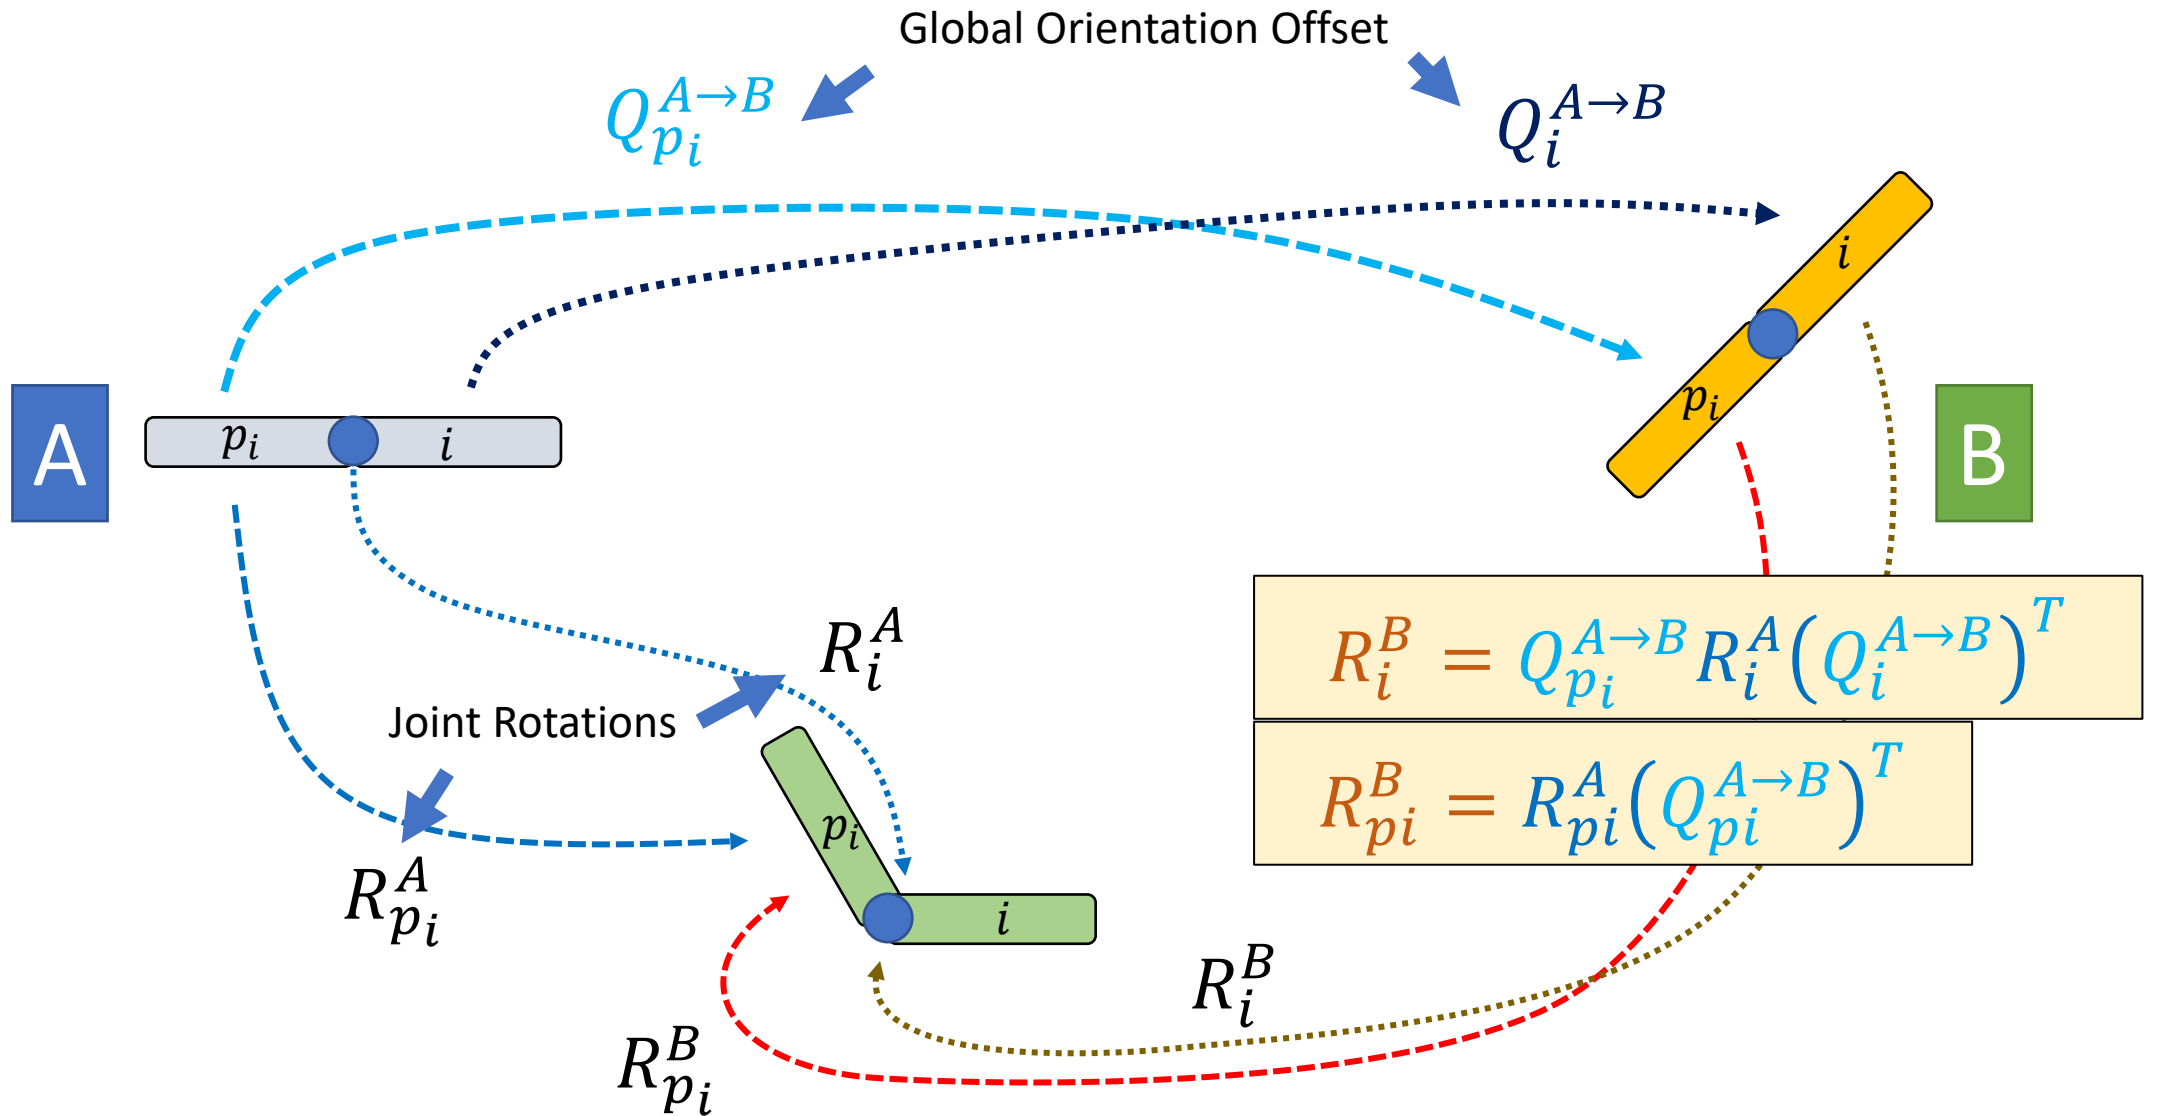 Global Orientation Offset
Q_{p_i}^{A→B}
Q_i^{A→B}
i
p_i
A
p_i i
B
R_i^A
R_i^B = Q_{p_i}^{A→B} R_i^A (Q_i^{A→B})^T
Joint Rotations
R_{pi}^B = R_{pi}^A (Q_{pi}^{A→B})^T
p_i
R_{p_i}^A
i
R_i^B
R_{p_i}^B